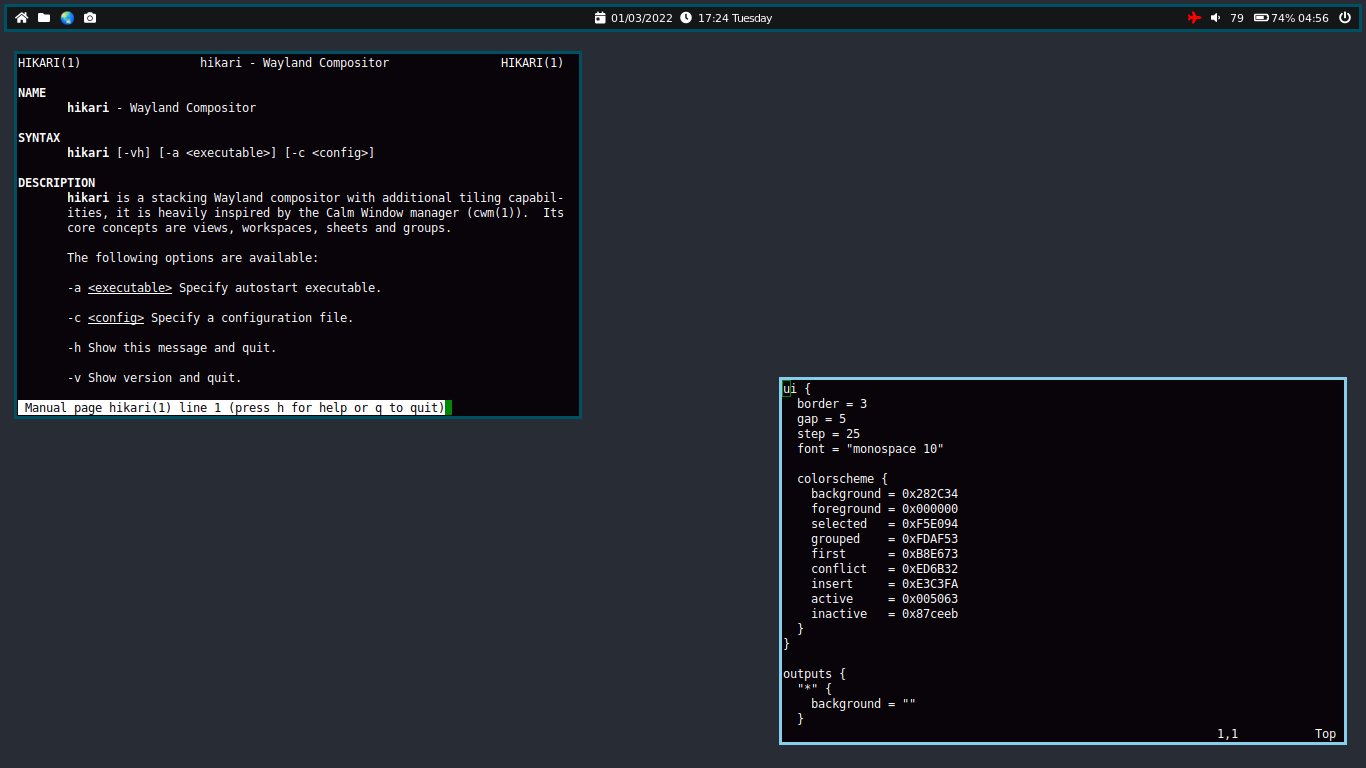 01/03/2022 17:24 Tuesday 79 74% 04:56
HIKARI(1) hikari - Wayland Compositor HIKARI(1)
NAME
hikari - Wayland Compositor
SYNTAX
hikari [-vh] [-a <executable>] [-c <config>]
DESCRIPTION
hikari is a stacking Wayland compositor with additional tiling capabil-
ities, it is heavily inspired by the Calm Window manager (cwm(1)).  Its
core concepts are views, workspaces, sheets and groups.
The following options are available:
-a <executable> Specify autostart executable.
-c <config> Specify a configuration file.
-h Show this message and quit.
-v Show version and quit.
Manual page hikari(1) line 1 (press h for help or q to quit)
ui {
  border = 3
  gap = 5
  step = 25
  font = "monospace 10"
  colorscheme {
    background = 0x282C34
    foreground = 0x000000
    selected   = 0xF5E094
    grouped    = 0xFDAF53
    first      = 0xB8E673
    conflict   = 0xED6B32
    insert     = 0xE3C3FA
    active     = 0x005063
    inactive   = 0x87ceeb
  }
}
outputs {
  "*" {
    background = ""
  }
1,1 Top